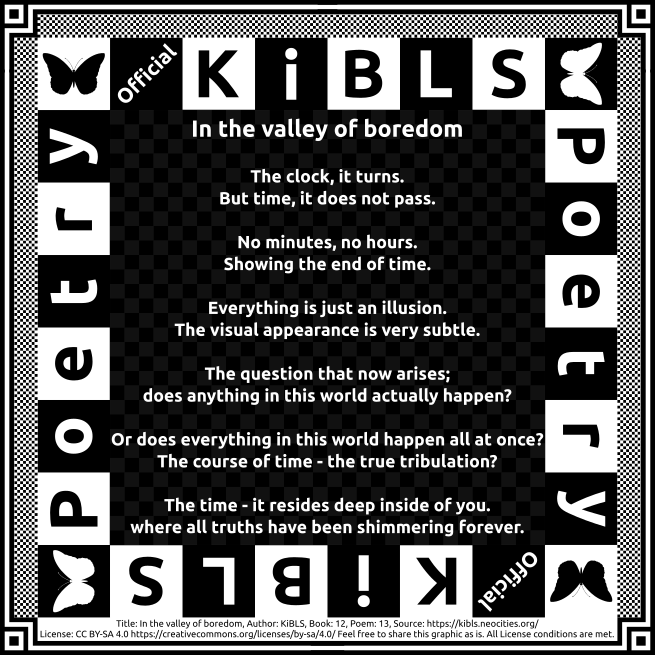 Official
KiBLS
Poetry
Poetry
In the valley of boredom
The clock, it turns.
But time, it does not pass.
No minutes, no hours.
Showing the end of time.
Everything is just an illusion.
The visual appearance is very subtle.
The question that now arises;
does anything in this world actually happen?
Or does everything in this world happen all at once?
The course of time - the true tribulation?
The time - it resides deep inside of you.
where all truths have been shimmering forever.
Official
KiBLS
Title: In the valley of boredom, Author: KiBLS, Book: 12, Poem: 13, Source: https://kibls.neocities.org/
License: CC BY-SA 4.0 https://creativecommons.org/licenses/by-sa/4.0/ Feel free to share this graphic as is. All License conditions are met.